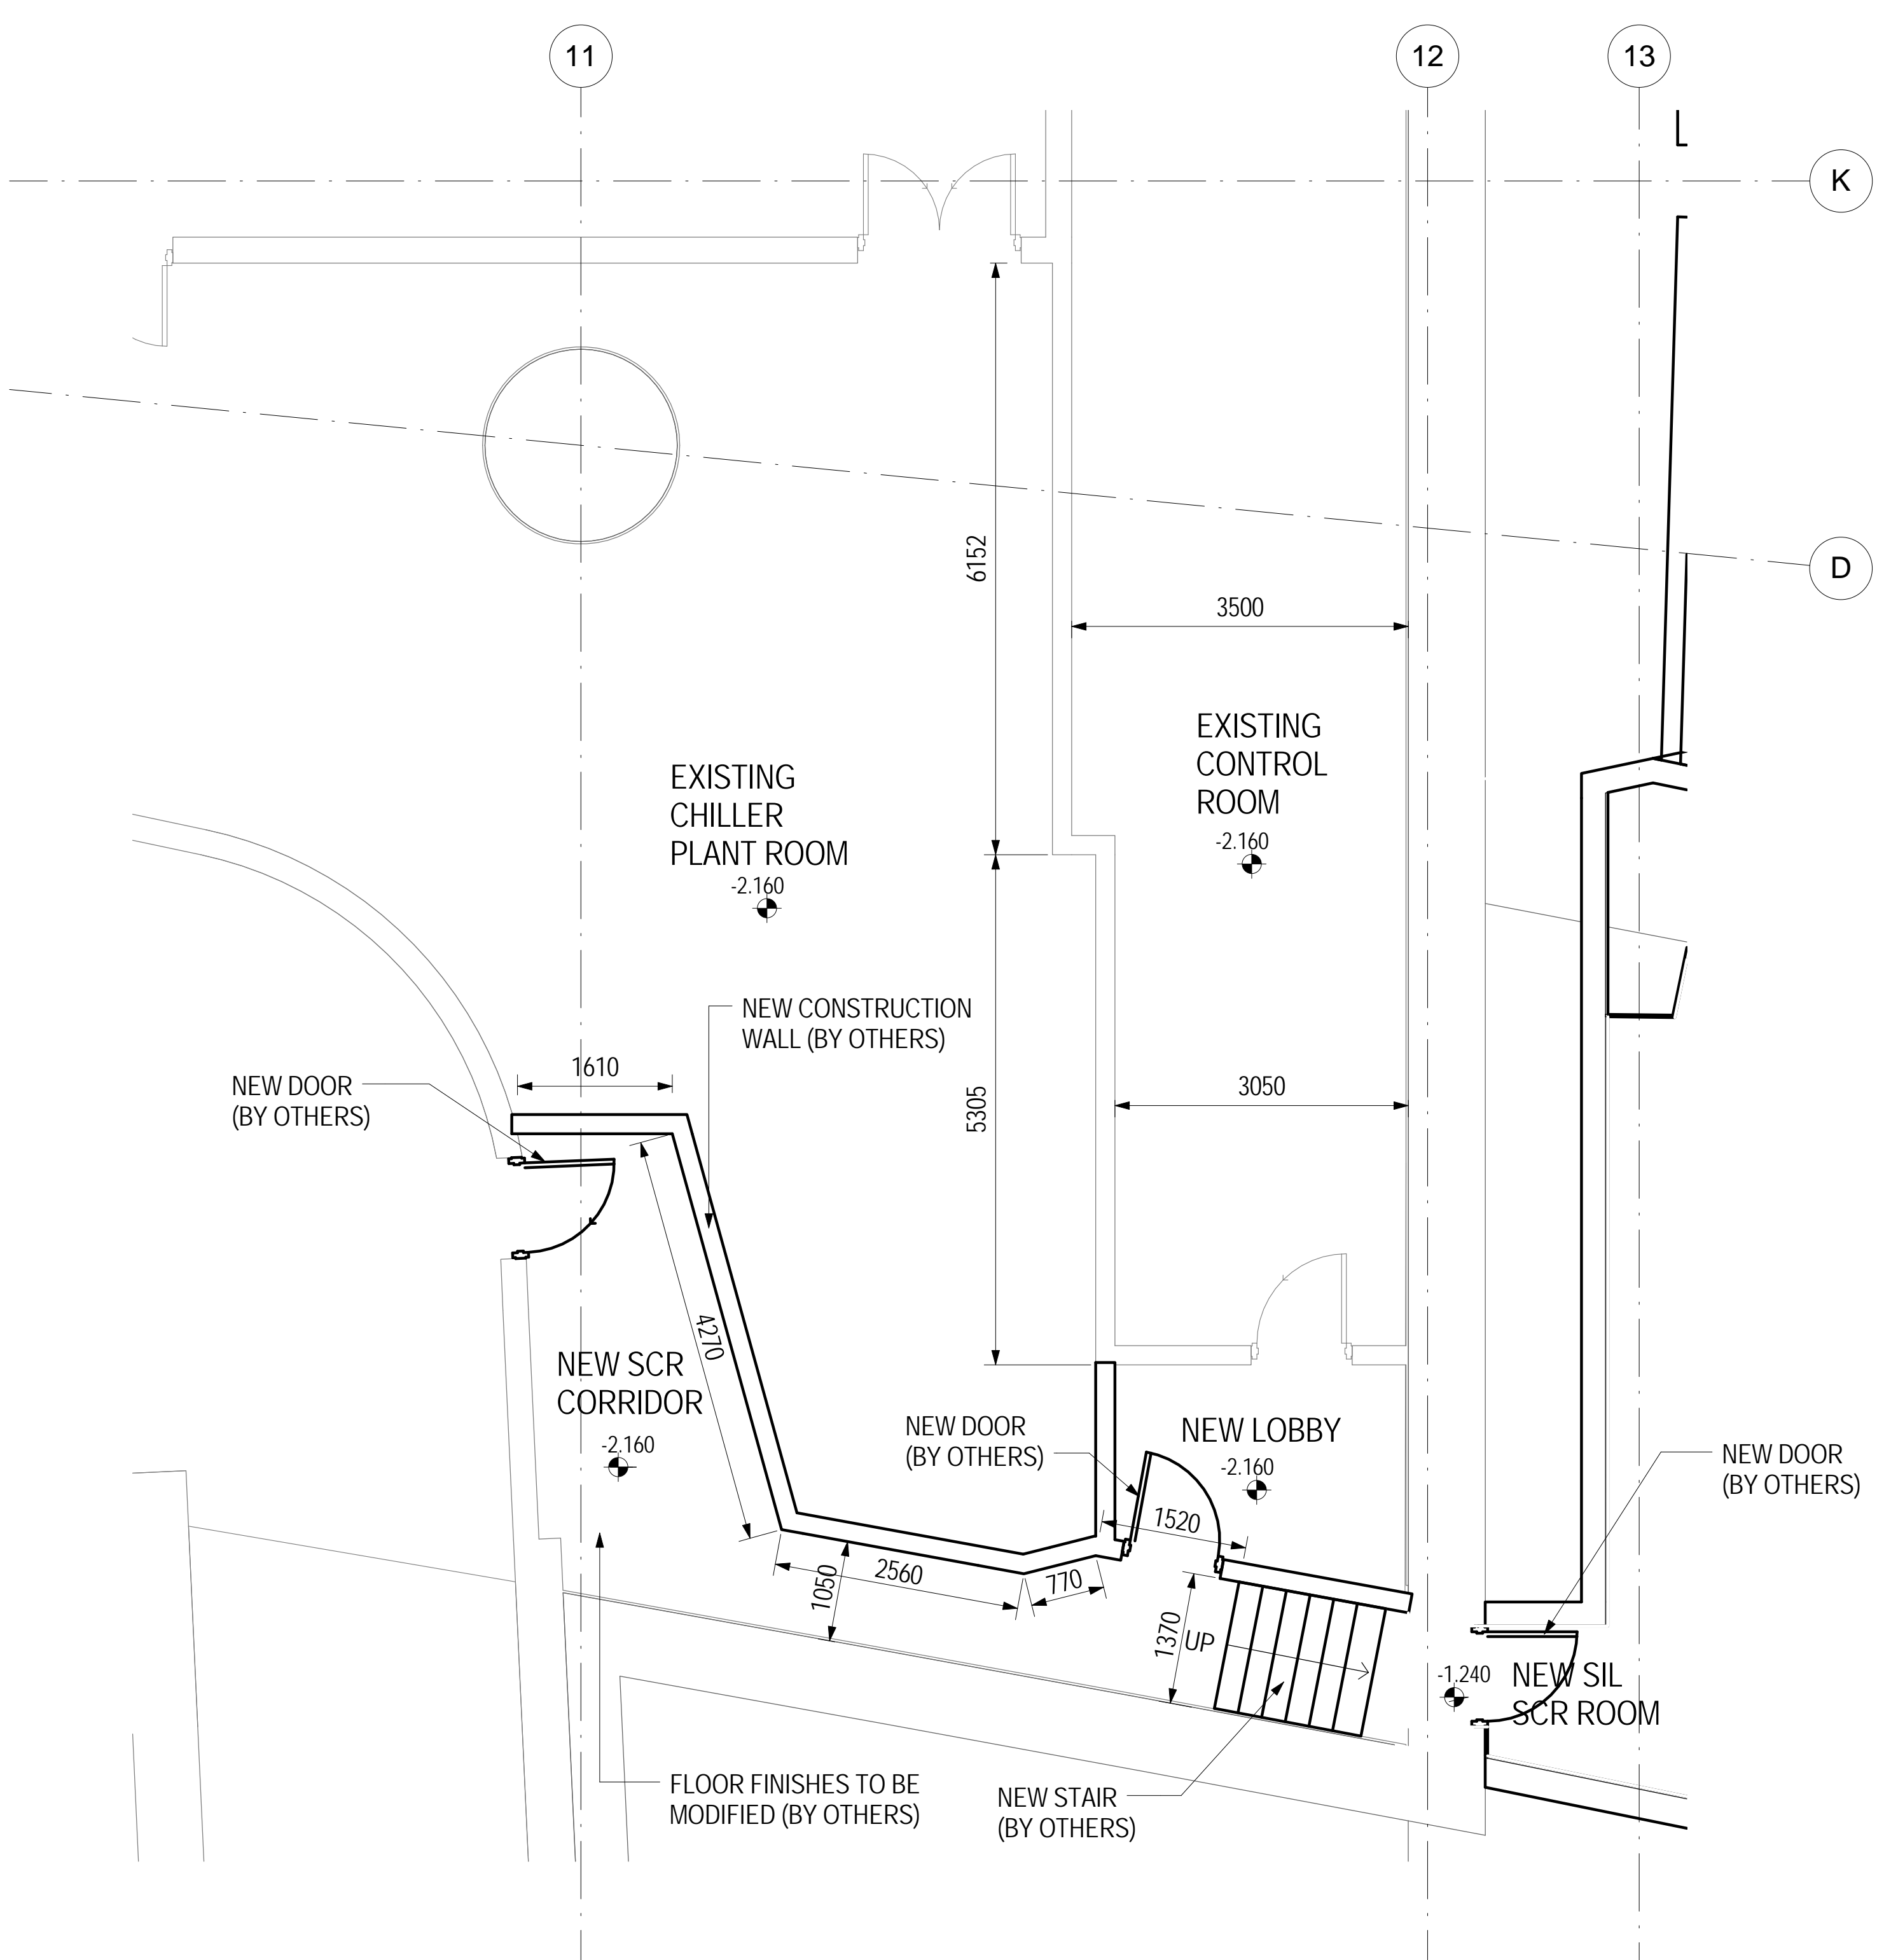 11
12
13
K
D
6152
3500
EXISTING
CONTROL
ROOM
-2.160
EXISTING
CHILLER
PLANT ROOM
-2.160
NEW CONSTRUCTION
WALL (BY OTHERS)
1610
NEW DOOR
(BY OTHERS)
5305
3050
4270
NEW SCR
CORRIDOR
-2.160
NEW DOOR
(BY OTHERS)
NEW LOBBY
-2.160
NEW DOOR
(BY OTHERS)
1520
2560
770
1050
1370
UP
-1.240
NEW SIL
SCR ROOM
FLOOR FINISHES TO BE
MODIFIED (BY OTHERS)
NEW STAIR
(BY OTHERS)